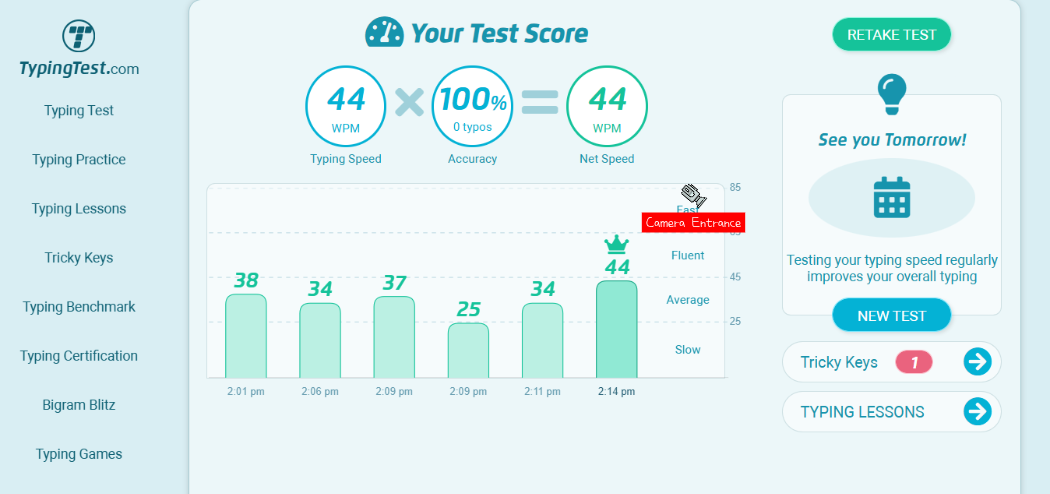 TypingTest.com
Typing Test
Typing Practice
Typing Lessons
Tricky Keys
Typing Benchmark
Typing Certification
Bigram Blitz
Typing Games
Your Test Score
44
WPM
Typing Speed
100%
0 typos
Accuracy
44
WPM
Net Speed
85
Fast
Camera Entrance
Fluent
45
Average
25
Slow
38
34
37
25
34
44
2:01 pm
2:06 pm
2:09 pm
2:09 pm
2:11 pm
2:14 pm
RETAKE TEST
See you Tomorrow!
Testing your typing speed regularly
improves your overall typing
NEW TEST
Tricky Keys 1
TYPING LESSONS